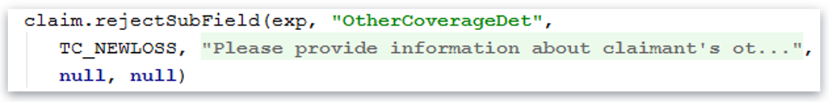 claim.rejectSubField(exp, "OtherCoverageDet",
TC_NEWLOSS, "Please provide information about claimant's ot...",
null, null)